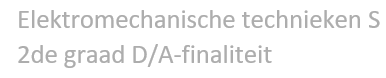 Elektromechanische technieken S
2de graad D/A-finaliteit